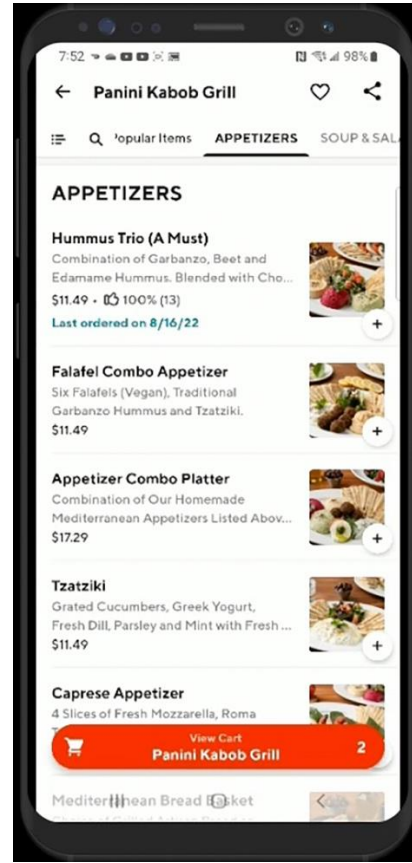 7:52
98%
Panini Kabob Grill
Popular Items APPETIZERS SOUP & SAL
APPETIZERS
Hummus Trio (A Must)
Combination of Garbanzo, Beet and
Edamame Hummus. Blended with Cho...
$11.49 • 100% (13)
Last ordered on 8/16/22
Falafel Combo Appetizer
Six Falafels (Vegan), Traditional
Garbanzo Hummus and Tzatziki.
$11.49
Appetizer Combo Platter
Combination of Our Homemade
Mediterranean Appetizers Listed Abov...
$17.29
Tzatziki
Grated Cucumbers, Greek Yogurt,
Fresh Dill, Parsley and Mint with Fresh ...
$11.49
Caprese Appetizer
4 Slices of Fresh Mozzarella, Roma
View Cart
Panini Kabob Grill 2
Mediterranean Bread Basket